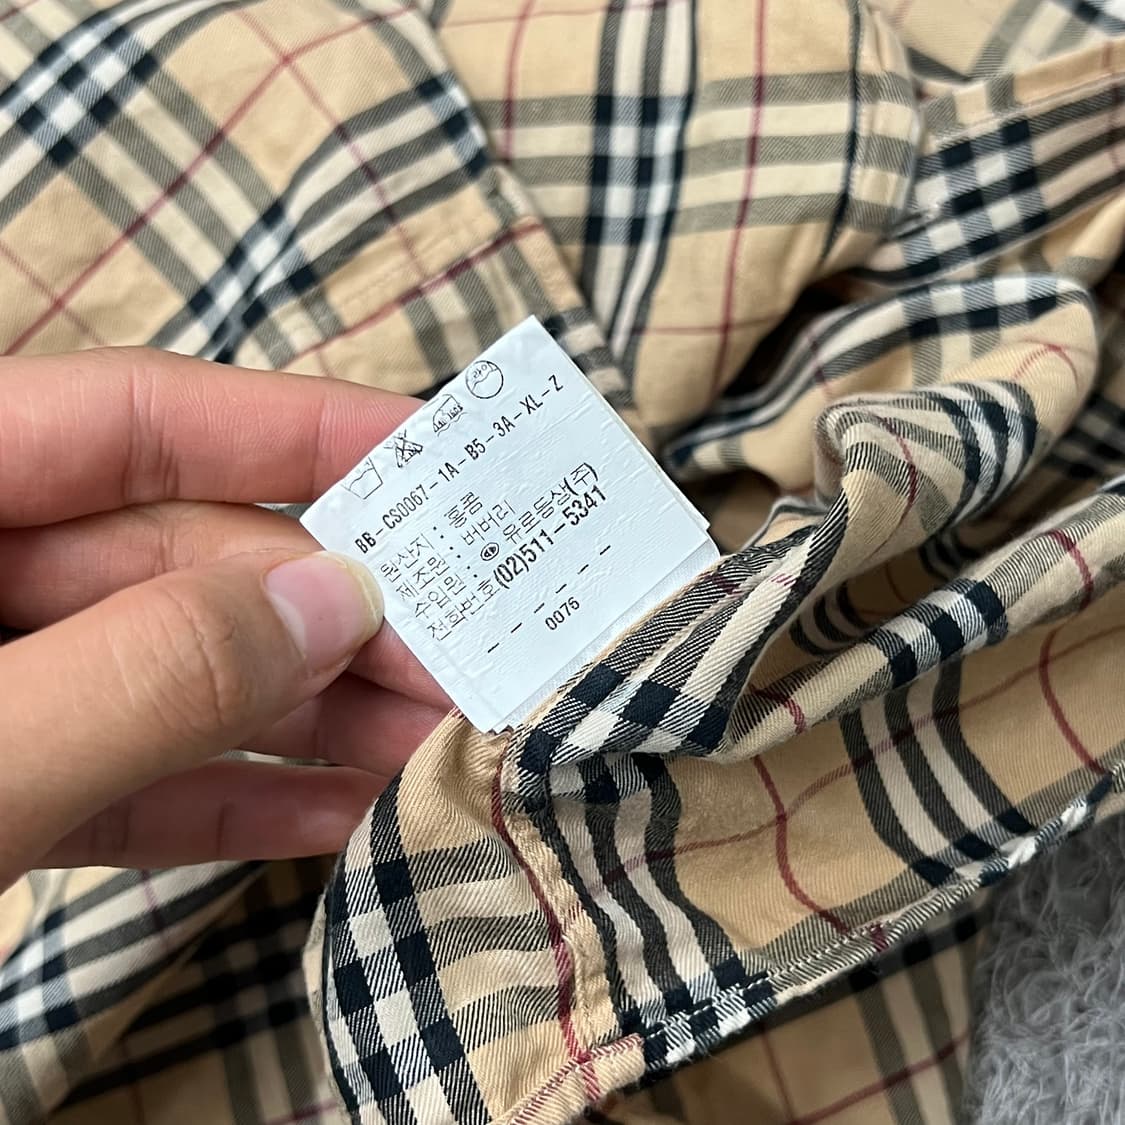 BB-CS0067-1A-B5-3A-XL-Z
원산지 : 홍콩
제조원 : 버버리
수입원 : 유로통상(주)
전화번호(02)511-5341
0076